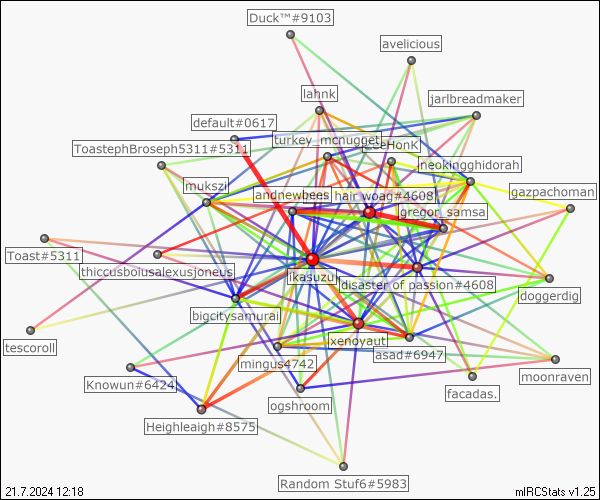 Duck™#9103
avelicious
lahnk
jarlbreadmaker
default#0617
turkey_mcnugget
ToastephBroseph5311#5311
neokingghidorah
mukszi
andnewbees
hair_woag#4608
gazpachoman
gregor_samsa
Toast#5311
thiccusbolusalexusjoneus
ikasuzu
disaster of passion#4608
doggerdig
bigcitysamurai
xenoyaut
tescoroll
asad#6947
mingus4742
moonraven
Knowun#6424
facadas.
ogshroom
Heighleaigh#8575
Random Stuf6#5983
21.7.2024 12:18
mIRCStats v1.25